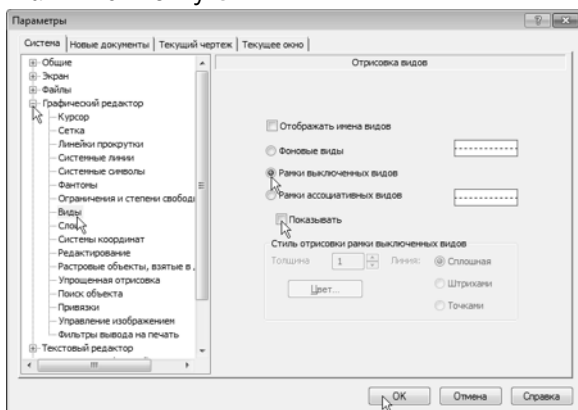 Параметры
Система Новые документы Текущий чертеж Текущее окно
Общие
Экран
Файлы
Графический редактор
Курсор
Сетка
Линейки прокрутки
Системные линии
Системные символы
Фантомы
Ограничения и степени свободы
Виды
Слои
Системы координат
Редактирование
Растровые объекты, взятые в
Упрощенная отрисовка
Поиск объекта
Привязки
Управление изображением
Фильтры вывода на печать
Текстовый редактор
Отрисовка видов
Отображать имена видов
Фоновые виды
Рамки выключенных видов
Рамки ассоциативных видов
Показывать
Стиль отрисовки рамки выключенных видов
Толщина 1 Линия: Сплошная
Цвет... Штрихами
Точками
OK Отмена Справка